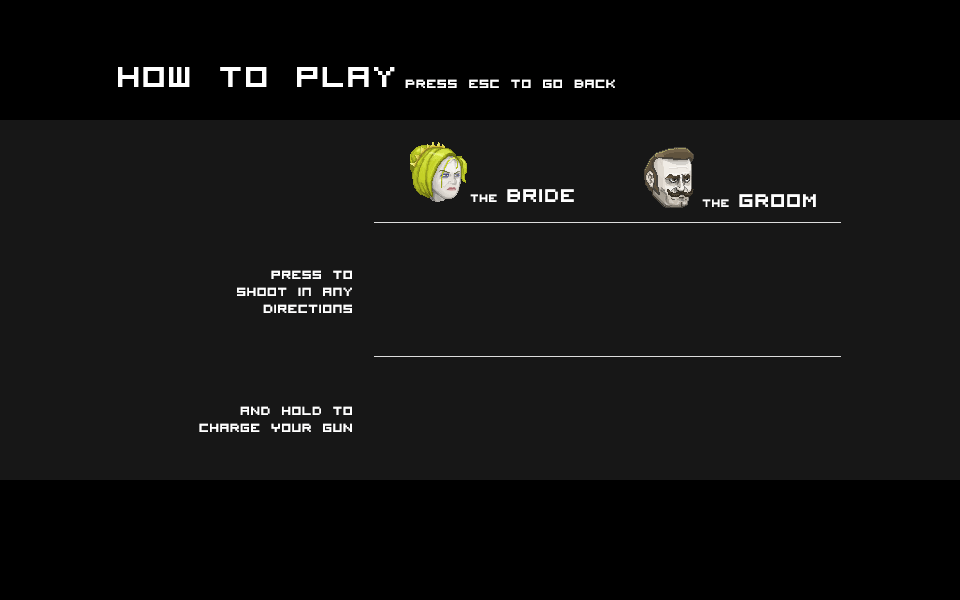 HOW TO PLAY PRESS ESC TO GO BACK
THE BRIDE
THE GROOM
PRESS TO
SHOOT IN ANY
DIRECTIONS
AND HOLD TO
CHARGE YOUR GUN